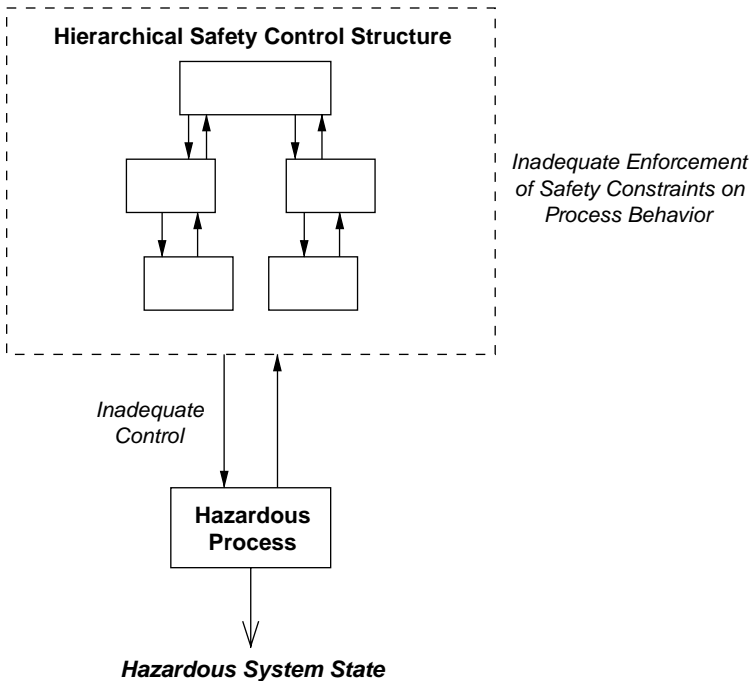 Hierarchical Safety Control Structure
Inadequate Enforcement
of Safety Constraints on
Process Behavior
Inadequate
Control
Hazardous
Process
Hazardous System State